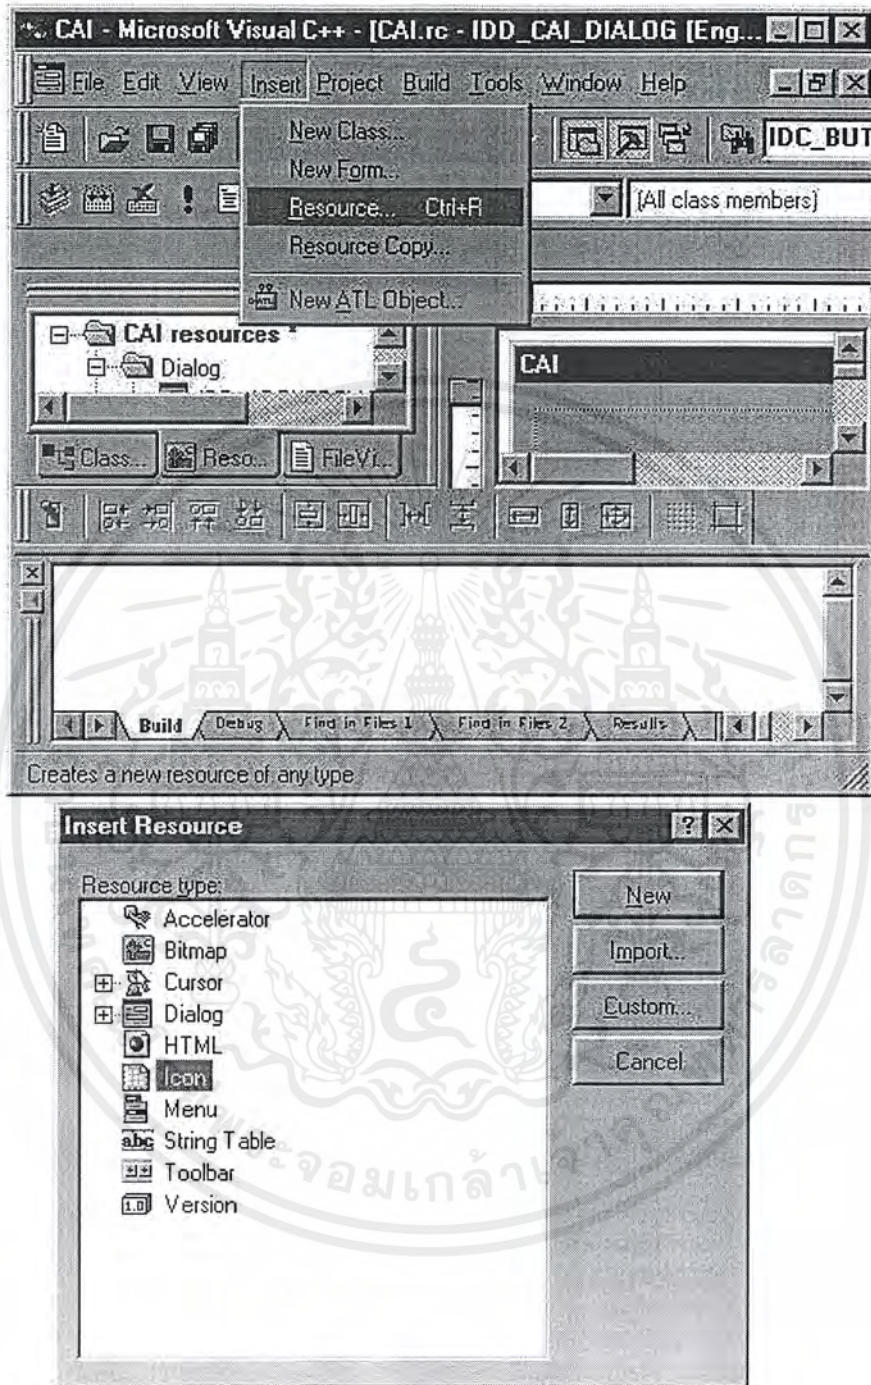 CAI - Microsoft Visual C++ - [CAI.rc - IDD_CAI_DIALOG [Eng...
File Edit View Insert Project Build Tools Window Help
New Class...
New Form...
Resource... Ctrl+R
Resource Copy...
New ATL Object...
IDC_BUT
(All class members)
CAI resources *
Dialog
CAI
Class... Reso... FileVi...
Build Debug Find in Files 1 Find in Files 2 Results
Creates a new resource of any type
Insert Resource
Resource type:
Accelerator
Bitmap
Cursor
Dialog
HTML
Icon
Menu
abc String Table
Toolbar
1.0 Version
New
Import...
Custom...
Cancel